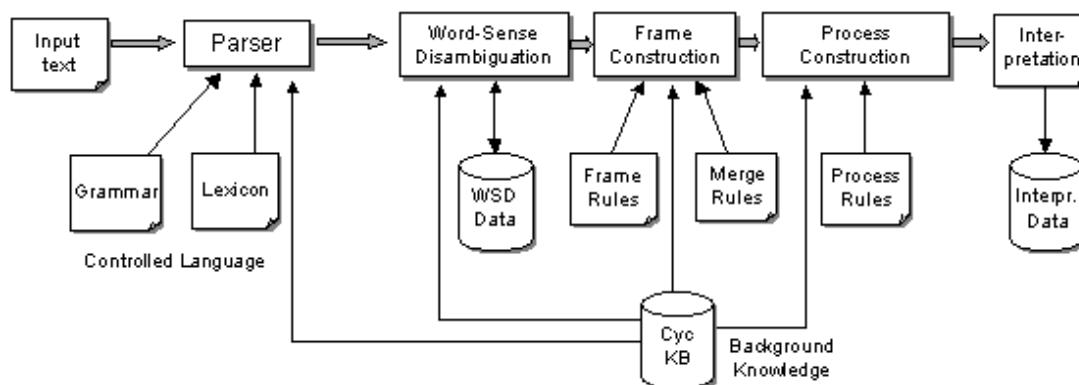 Input
text
Parser
Word-Sense
Disambiguation
Frame
Construction
Process
Construction
Inter-
pretation
Grammar
Lexicon
WSD
Data
Frame
Rules
Merge
Rules
Process
Rules
Interpr.
Data
Controlled Language
Cyc
KB
Background
Knowledge